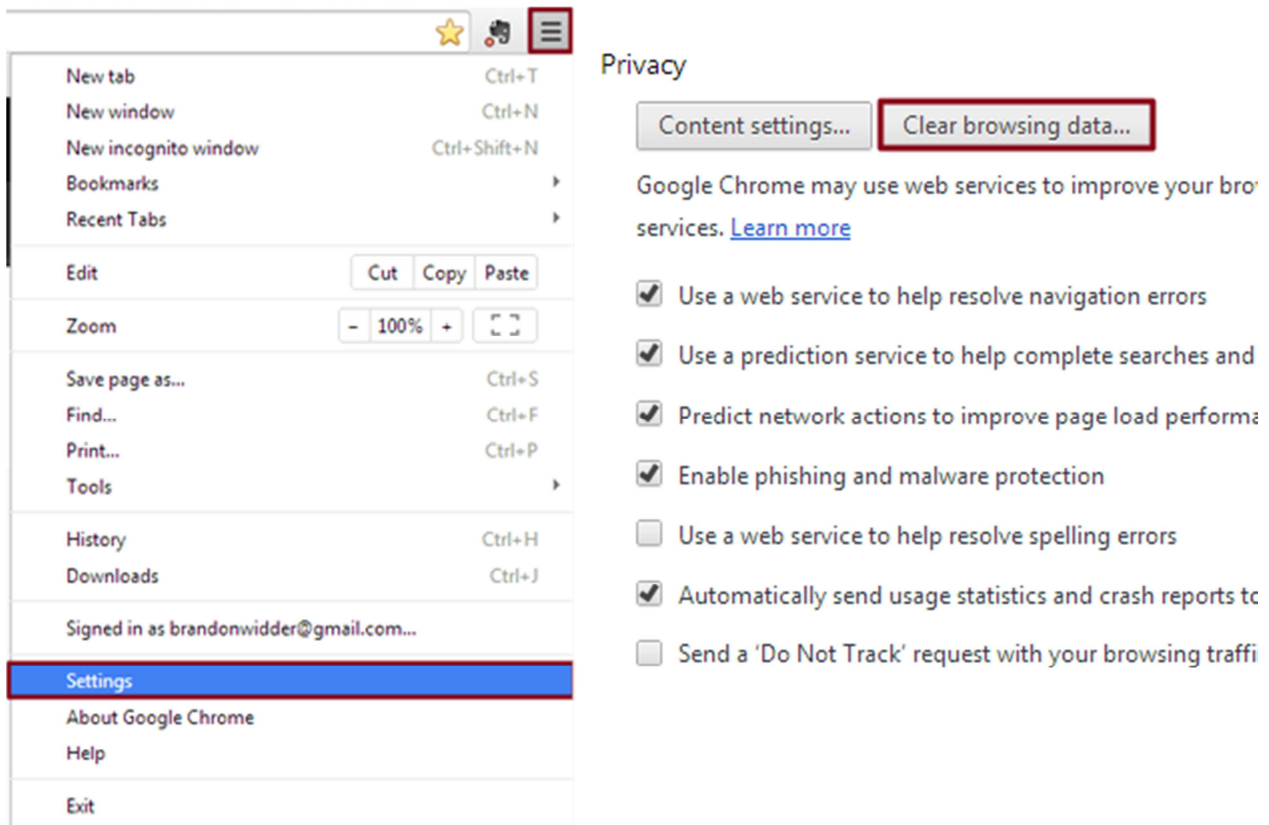 New tab Ctrl+T
New window Ctrl+N
New incognito window Ctrl+Shift+N
Bookmarks
Recent Tabs
Edit Cut Copy Paste
Zoom - 100% +
Save page as... Ctrl+S
Find... Ctrl+F
Print... Ctrl+P
Tools
History Ctrl+H
Downloads Ctrl+J
Signed in as brandonwidder@gmail.com...
Settings
About Google Chrome
Help
Exit
Privacy
Content settings... Clear browsing data...
Google Chrome may use web services to improve your bro
services. Learn more
Use a web service to help resolve navigation errors
Use a prediction service to help complete searches and
Predict network actions to improve page load performa
Enable phishing and malware protection
Use a web service to help resolve spelling errors
Automatically send usage statistics and crash reports to
Send a ‘Do Not Track’ request with your browsing traffi